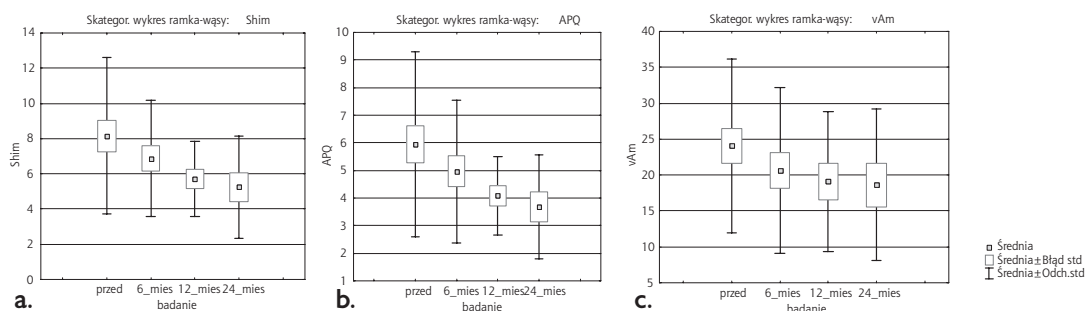 Skategor. wykres ramka-wąsy: Shim
14
12
10
8
6
4
2
0
Shim
przed 6_mies 12_mies 24_mies
badanie
a.
Skategor. wykres ramka-wąsy: APQ
10
9
8
7
6
5
4
3
2
1
APQ
przed 6_mies 12_mies 24_mies
badanie
b.
Skategor. wykres ramka-wąsy: vAm
40
35
30
25
20
15
10
5
vAm
przed 6_mies 12_mies 24_mies
badanie
c.
Średnia
Średnia±Błąd std
Średnia±Odch.std